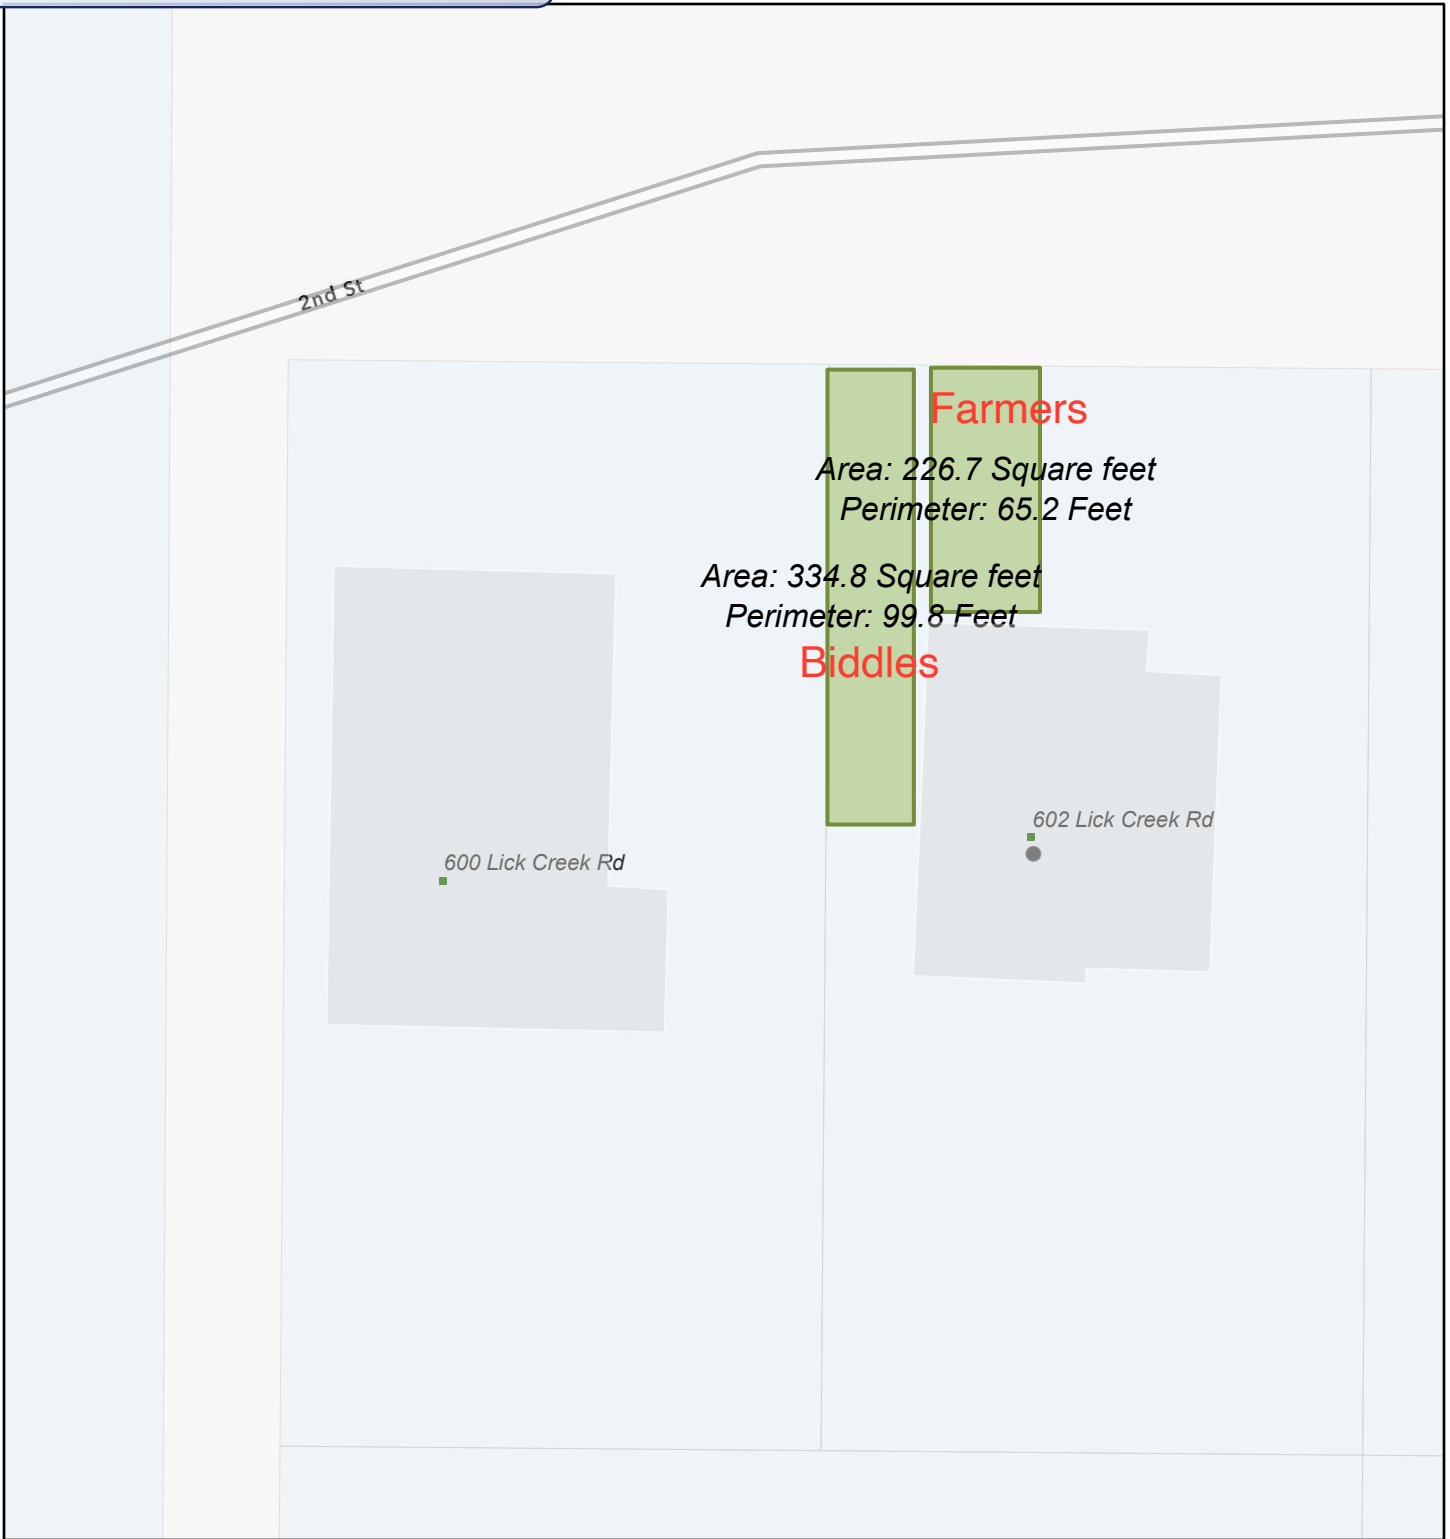 2nd St
Farmers
Area: 226.7 Square feet
Perimeter: 65.2 Feet
Area: 334.8 Square feet
Perimeter: 99.8 Feet
Biddles
602 Lick Creek Rd
600 Lick Creek Rd